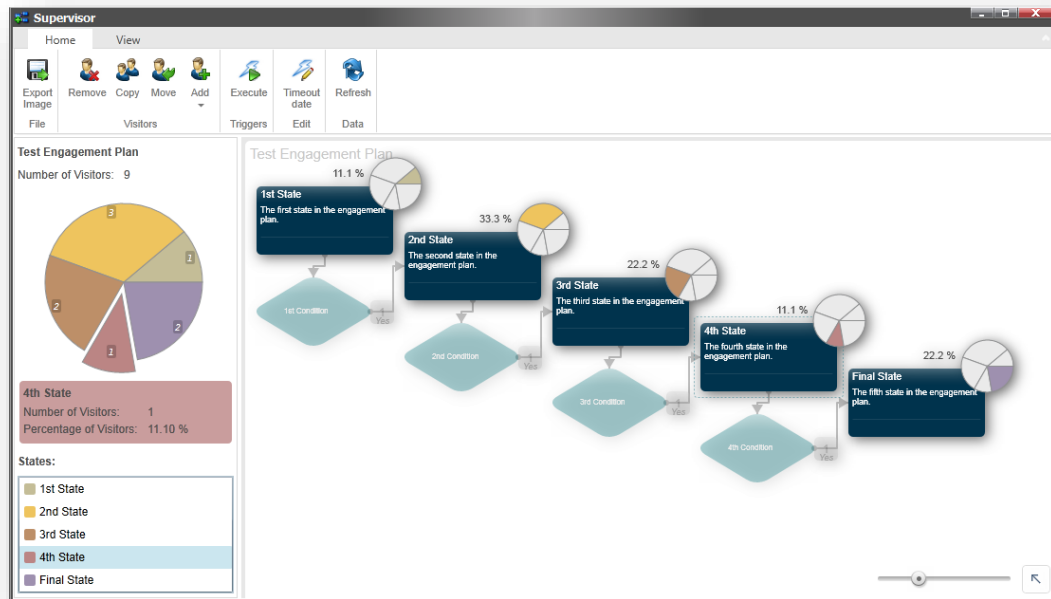 Supervisor
Home View
Export Image
Remove
Copy
Move
Add
Execute
Timeout date
Refresh
File
Visitors
Triggers
Edit
Data
Test Engagement Plan
Number of Visitors: 9
3
1
2
2
1
4th State
Number of Visitors: 1
Percentage of Visitors: 11.10 %
States:
1st State
2nd State
3rd State
4th State
Final State
Test Engagement Plan
11.1 %
1st State
The first state in the engagement
plan.
1st Condition
1
Yes
33.3 %
2nd State
The second state in the
engagement plan.
2nd Condition
1
Yes
22.2 %
3rd State
The third state in the engagement
plan.
3rd Condition
1
Yes
11.1 %
4th State
The fourth state in the
engagement plan.
4th Condition
1
Yes
22.2 %
Final State
The fifth state in the engagement
plan.